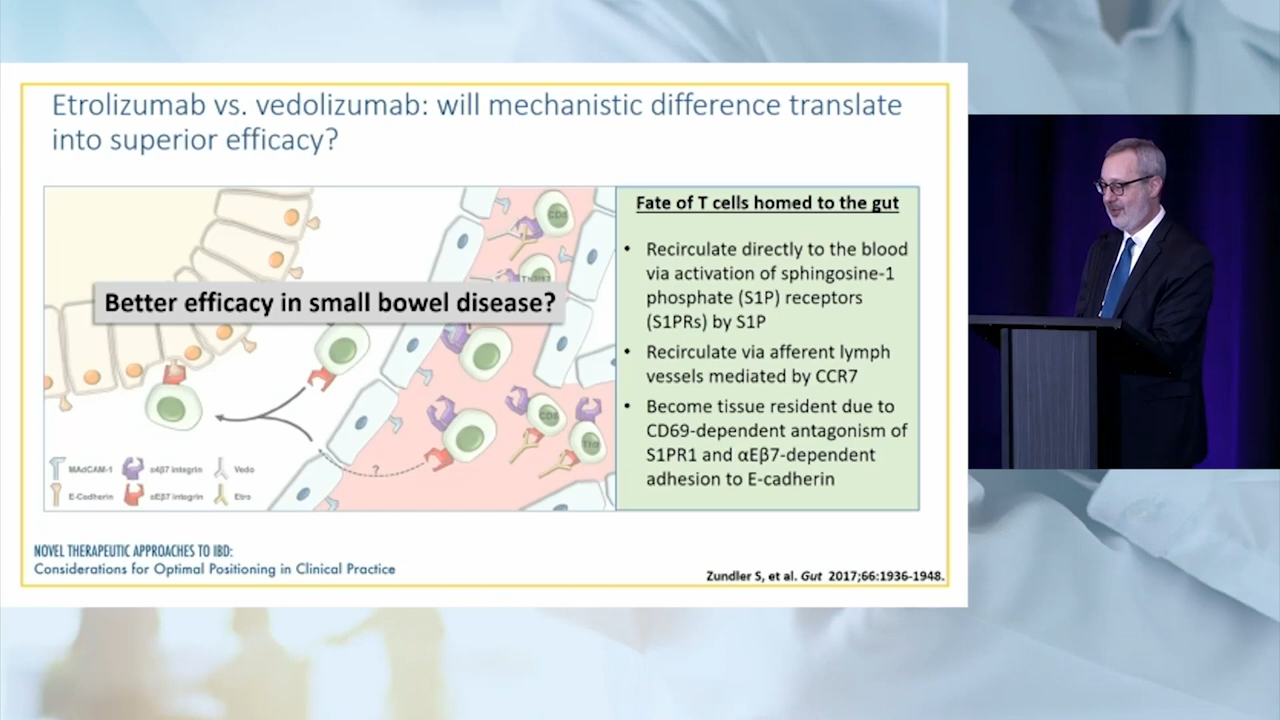 Etrolizumab vs. vedolizumab: will mechanistic difference translate
into superior efficacy?
Better efficacy in small bowel disease?
CD8
Th9/17
CD8
MAdCAM-1
α4β7 integrin
Vedo
E-Cadherin
αEβ7 integrin
Etro
?
Fate of T cells homed to the gut
• Recirculate directly to the blood
via activation of sphingosine-1
phosphate (S1P) receptors
(S1PRs) by S1P
• Recirculate via afferent lymph
vessels mediated by CCR7
• Become tissue resident due to
CD69-dependent antagonism of
S1PR1 and αEβ7-dependent
adhesion to E-cadherin
NOVEL THERAPEUTIC APPROACHES TO IBD:
Considerations for Optimal Positioning in Clinical Practice
Zundler S, et al. Gut 2017;66:1936-1948.